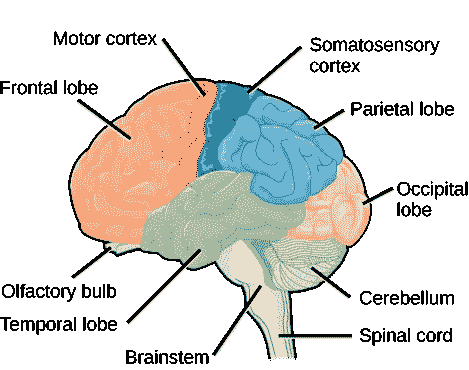 Motor cortex
Somatosensory
cortex
Frontal lobe
Parietal lobe
Occipital
lobe
Olfactory bulb
Cerebellum
Temporal lobe
Spinal cord
Brainstem